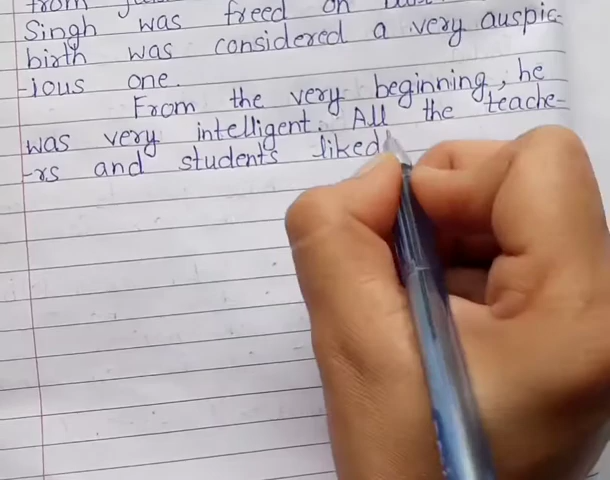 Singh was freed on
birth was considered a very auspic-
-ious one.
From the very beginning, he
was very intelligent. All the teache-
-rs and students liked